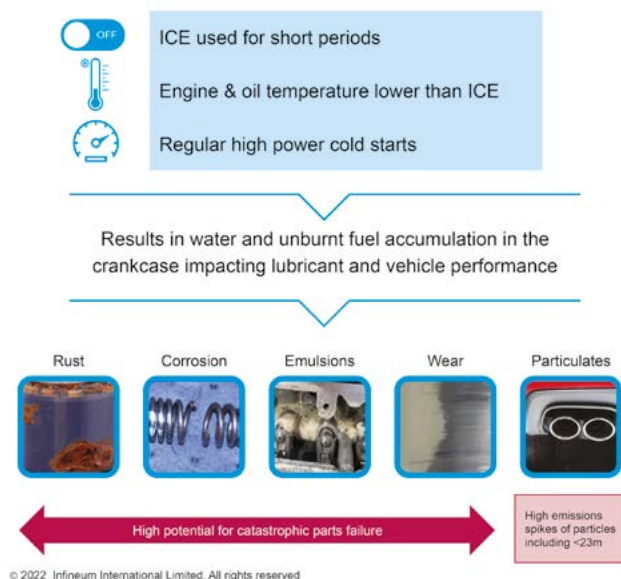 OFF
ICE used for short periods
Engine & oil temperature lower than ICE
Regular high power cold starts
Results in water and unburnt fuel accumulation in the
crankcase impacting lubricant and vehicle performance
Rust
Corrosion
Emulsions
Wear
Particulates
High potential for catastrophic parts failure
High emissions
spikes of particles
including <23m
© 2022 Infineum International Limited. All rights reserved